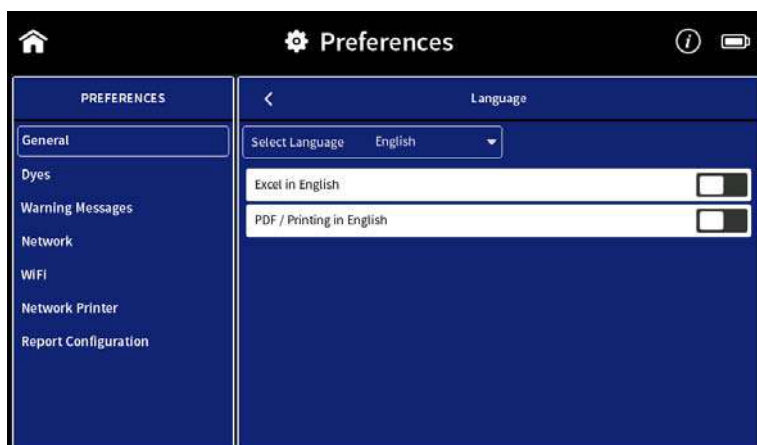 Preferences
PREFERENCES
General
Dyes
Warning Messages
Network
WiFi
Network Printer
Report Configuration
Language
Select Language English
Excel in English
PDF / Printing in English